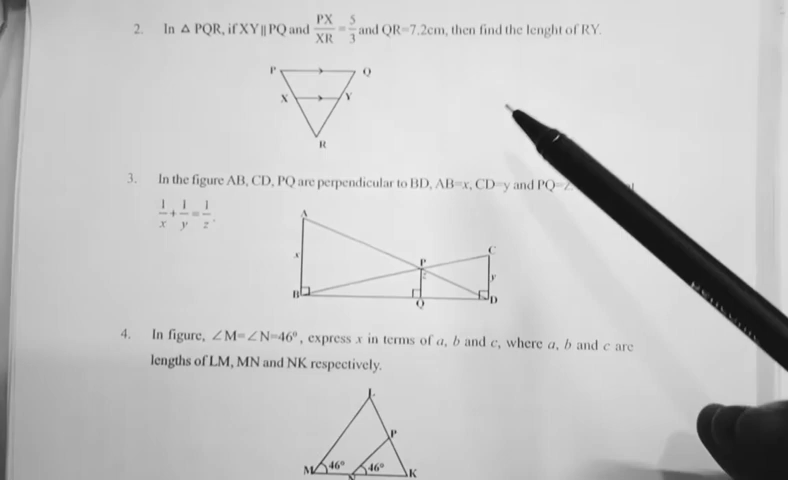 2. In △ PQR, if XY || PQ and PX/XR = 5/3 and QR=7.2cm, then find the lenght of RY.
P Q
X Y
R
3. In the figure AB, CD, PQ are perpendicular to BD, AB=x, CD=y and PQ=
1/x + 1/y = 1/z.
A
C
x P
z y
B Q D
4. In figure, ∠M=∠N=46°, express x in terms of a, b and c, where a, b and c are
lengths of LM, MN and NK respectively.
L
P
M 46° 46° K